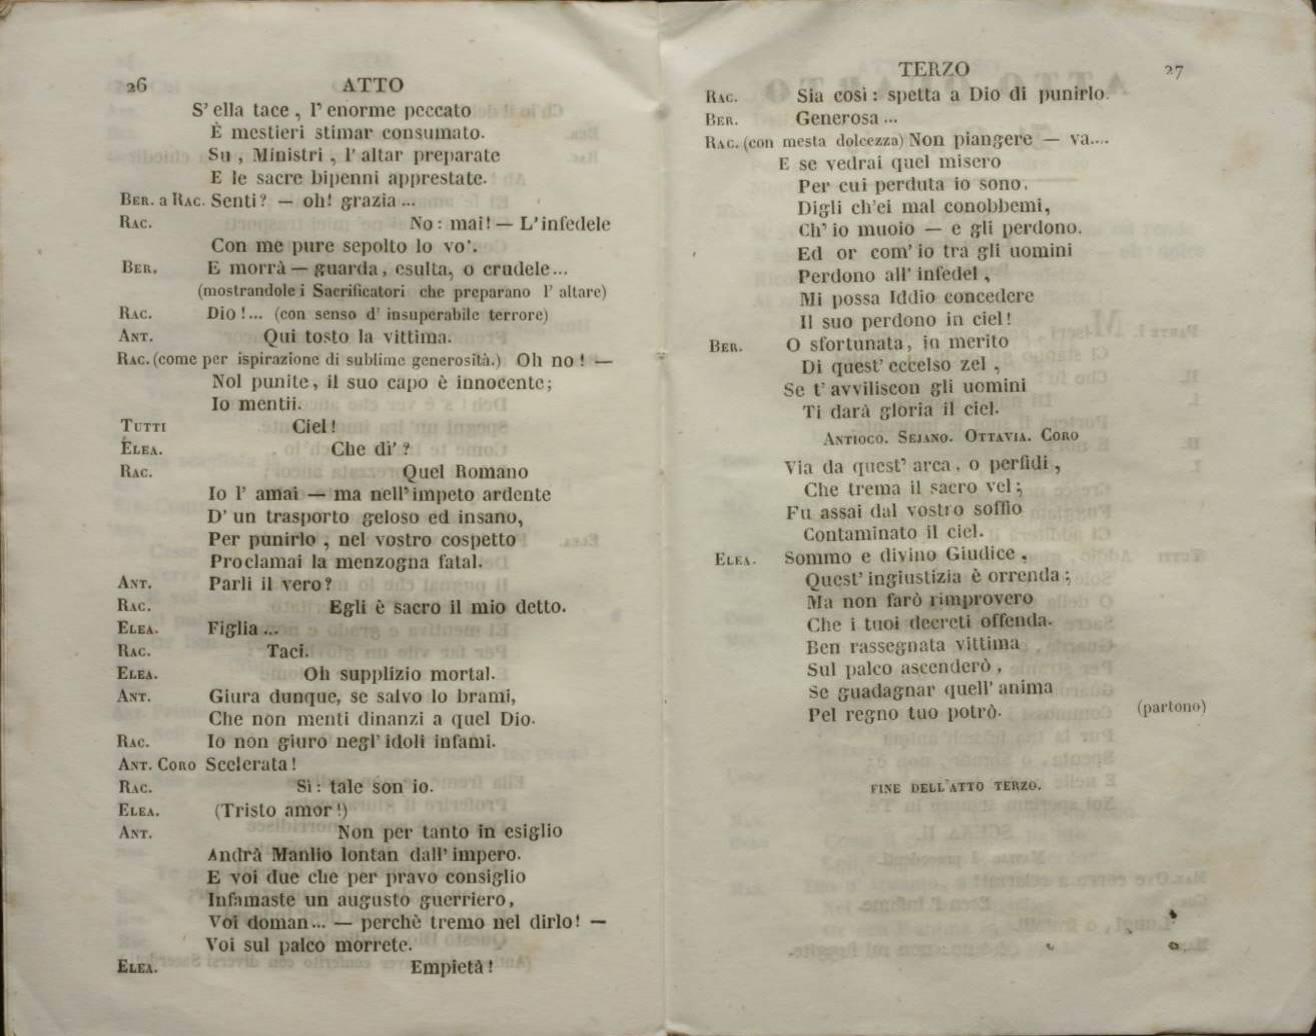 26
ATTO
S' ella tace , l' enorme peccato
È mestieri stimar consumato.
Su , Ministri , l' altar preparate
E le sacre bipenni apprestate.
BER. a RAC. Senti? — oh! grazia ...
RAC. No: mai! — L' infedele
Con me pure sepolto lo vo'.
BER. E morrà — guarda, esulta, o crudele...
(mostrandole i Sacrificatori che preparano l' altare)
RAC. Dio !... (con senso d' insuperabile terrore)
ANT. Qui tosto la vittima.
RAC. (come per ispirazione di sublime generosità.) Oh no ! —
Nol punite, il suo capo è innocente;
Io mentii.
TUTTI Ciel!
ELEA. Che dì' ?
RAC. Quel Romano
Io l' amai — ma nell' impeto ardente
D' un trasporto geloso ed insano,
Per punirlo , nel vostro cospetto
Proclamai la menzogna fatal.
ANT. Parli il vero?
RAC. Egli è sacro il mio detto.
ELEA. Figlia ...
RAC. Taci.
ELEA. Oh supplizio mortal.
ANT. Giura dunque, se salvo lo brami,
Che non menti dinanzi a quel Dio.
RAC. Io non giuro negl' idoli infami.
ANT. CORO Scelerata!
RAC. Sì: tale son io.
ELEA. (Tristo amor!)
ANT. Non per tanto in esiglio
Andrà Manlio lontan dall' impero.
E voi due che per pravo consiglio
Infamaste un augusto guerriero,
Voi doman... — perchè tremo nel dirlo! —
Voi sul palco morrete.
ELEA. Empietà!
TERZO
27
RAC. Sia così: spetta a Dio di punirlo.
BER. Generosa ...
RAC. (con mesta dolcezza) Non piangere — va....
E se vedrai quel misero
Per cui perduta io sono,
Digli ch'ei mal conobbemi,
Ch' io muoio — e gli perdono.
Ed or com' io tra gli uomini
Perdono all' infedel ,
Mi possa Iddio concedere
Il suo perdono in ciel!
BER. O sfortunata, in merito
Di quest' eccelso zel ,
Se t' avviliscon gli uomini
Ti darà gloria il ciel.
ANTIOCO. SEJANO. OTTAVIA. CORO
Via da quest' area , o perfidi ,
Che trema il sacro vel;
Fu assai dal vostro soffio
Contaminato il ciel.
ELEA. Sommo e divino Giudice ,
Quest' ingiustizia è orrenda;
Ma non farò rimprovero
Che i tuoi decreti offenda.
Ben rassegnata vittima
Sul palco ascenderò ,
Se guadagnar quell' anima
Pel regno tuo potrò. (partono)
FINE DELL'ATTO TERZO.